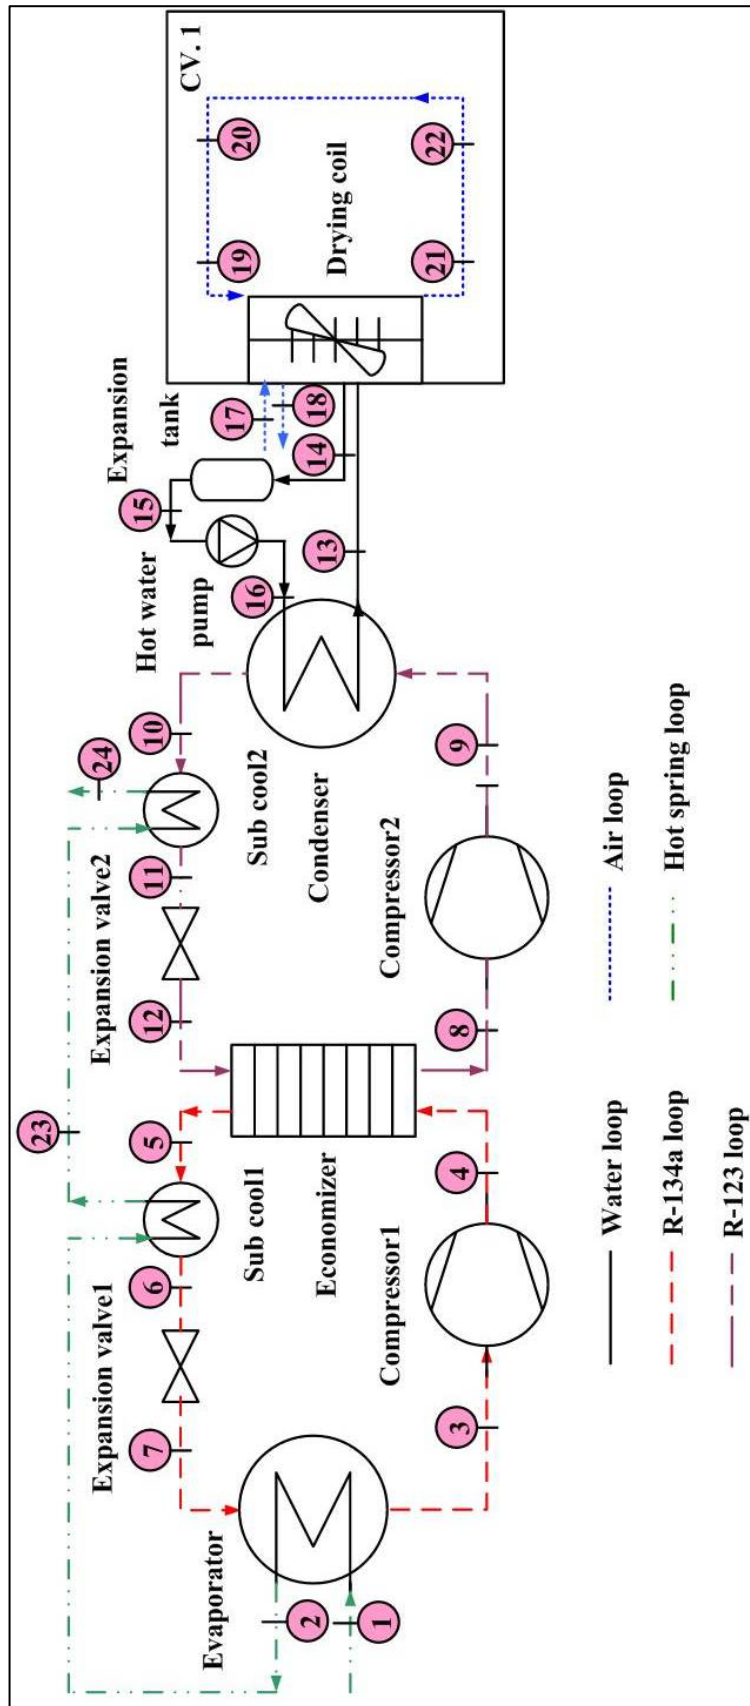 CV. 1
20
22
19
21
Drying coil
Expansion
tank
17
18
14
15
Hot water
pump
16
13
24
10
Sub cool2
Condenser
9
11
Expansion valve2
12
Compressor2
8
23
5
Sub cool1
Economizer
4
6
Expansion valve1
7
Compressor1
3
Evaporator
2
1
Water loop
Air loop
R-134a loop
Hot spring loop
R-123 loop